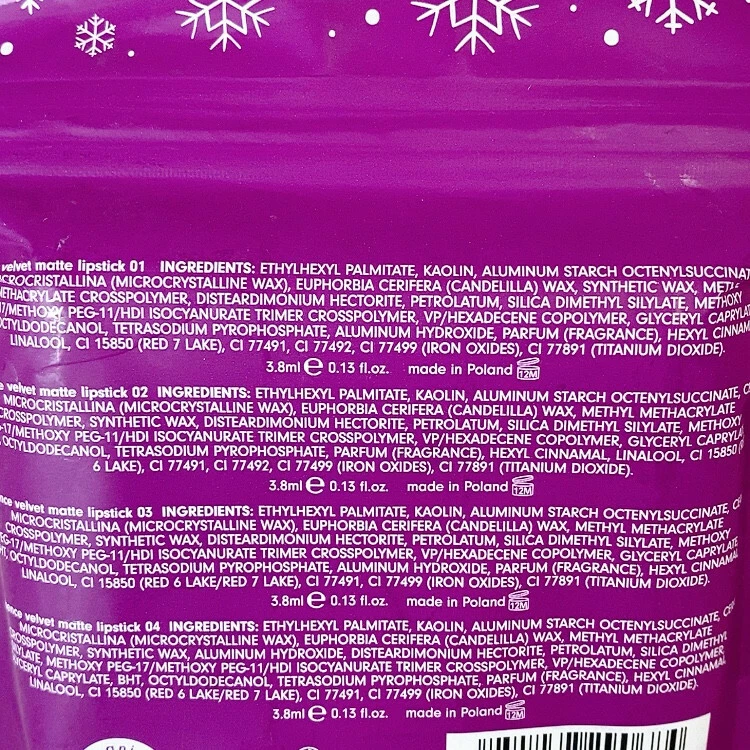 velvet matte lipstick 01 INGREDIENTS: ETHYLHEXYL PALMITATE, KAOLIN, ALUMINUM STARCH OCTENYLSUCCINAT
MICROCRISTALLINA (MICROCRYSTALLINE WAX), EUPHORBIA CERIFERA (CANDELILLA) WAX, SYNTHETIC WAX,
METHACRYLATE CROSSPOLYMER, DISTEARDIMONIUM HECTORITE, PETROLATUM, SILICA DIMETHYL SILYLATE, METHOXY
17/METHOXY PEG-11/HDI ISOCYANURATE TRIMER CROSSPOLYMER, VP/HEXADECENE COPOLYMER, GLYCERYL CAPRYLA
OCTYLDODECANOL, TETRASODIUM PYROPHOSPHATE, ALUMINUM HYDROXIDE, PARFUM (FRAGRANCE), HEXYL CINNAM
LINALOOL, CI 15850 (RED 7 LAKE), CI 77491, CI 77492, CI 77499 (IRON OXIDES), CI 77891 (TITANIUM DIOXIDE).
3.8ml e 0.13 fl.oz. made in Poland 12M
ce velvet matte lipstick 02 INGREDIENTS: ETHYLHEXYL PALMITATE, KAOLIN, ALUMINUM STARCH OCTENYLSUCCINATE,
MICROCRISTALLINA (MICROCRYSTALLINE WAX), EUPHORBIA CERIFERA (CANDELILLA) WAX, METHYL METHACRYLATE
CROSSPOLYMER, SYNTHETIC WAX, DISTEARDIMONIUM HECTORITE, PETROLATUM, SILICA DIMETHYL SILYLATE, METHOXY
-17/METHOXY PEG-11/HDI ISOCYANURATE TRIMER CROSSPOLYMER, VP/HEXADECENE COPOLYMER, GLYCERYL CAPRYLA
OCTYLDODECANOL, TETRASODIUM PYROPHOSPHATE, PARFUM (FRAGRANCE), HEXYL CINNAMAL, LINALOOL, CI 15850 (R
6 LAKE), CI 77491, CI 77492, CI 77499 (IRON OXIDES), CI 77891 (TITANIUM DIOXIDE).
3.8ml e 0.13 fl.oz. made in Poland 12M
nce velvet matte lipstick 03 INGREDIENTS: ETHYLHEXYL PALMITATE, KAOLIN, ALUMINUM STARCH OCTENYLSUCCINATE,
MICROCRISTALLINA (MICROCRYSTALLINE WAX), EUPHORBIA CERIFERA (CANDELILLA) WAX, METHYL METHACRYLATE
CROSSPOLYMER, SYNTHETIC WAX, DISTEARDIMONIUM HECTORITE, PETROLATUM, SILICA DIMETHYL SILYLATE, METHOXY
EG-17/METHOXY PEG-11/HDI ISOCYANURATE TRIMER CROSSPOLYMER, VP/HEXADECENE COPOLYMER, GLYCERYL CAPRYLATE
BHT, OCTYLDODECANOL, TETRASODIUM PYROPHOSPHATE, ALUMINUM HYDROXIDE, PARFUM (FRAGRANCE), HEXYL CINNAMAL
LINALOOL, CI 15850 (RED 6 LAKE/RED 7 LAKE), CI 77491, CI 77499 (IRON OXIDES), CI 77891 (TITANIUM DIOXIDE).
3.8ml e 0.13 fl.oz. made in Poland 12M
ence velvet matte lipstick 04 INGREDIENTS: ETHYLHEXYL PALMITATE, KAOLIN, ALUMINUM STARCH OCTENYLSUCCINATE,
MICROCRISTALLINA (MICROCRYSTALLINE WAX), EUPHORBIA CERIFERA (CANDELILLA) WAX, METHYL METHACRYLATE
CROSSPOLYMER, SYNTHETIC WAX, ALUMINUM HYDROXIDE, DISTEARDIMONIUM HECTORITE, PETROLATUM, SILICA DIMETHYL
SILYLATE, METHOXY PEG-17/METHOXY PEG-11/HDI ISOCYANURATE TRIMER CROSSPOLYMER, VP/HEXADECENE COPOLYMER,
GLYCERYL CAPRYLATE, BHT, OCTYLDODECANOL, TETRASODIUM PYROPHOSPHATE, PARFUM (FRAGRANCE), HEXYL CINNAMAL
LINALOOL, CI 15850 (RED 6 LAKE/RED 7 LAKE), CI 77491, CI 77499 (IRON OXIDES), CI 77891 (TITANIUM DIOXIDE).
3.8ml e 0.13 fl.oz. made in Poland 12M